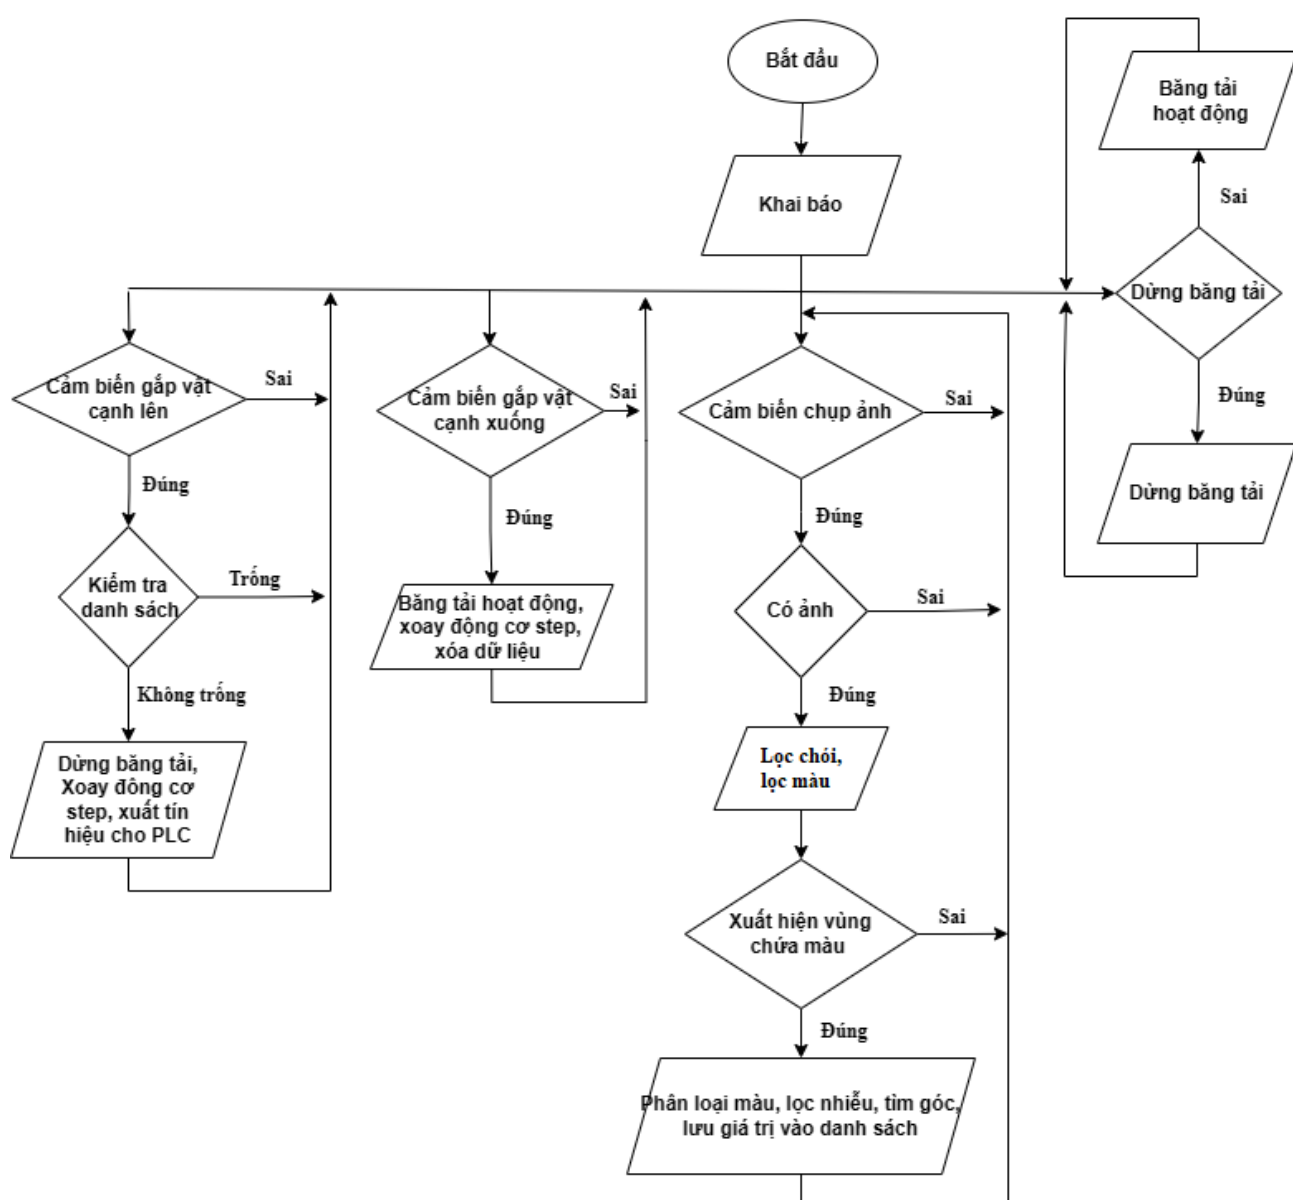 Bắt đầu
Khai báo
Băng tải
hoạt động
Sai
Dừng băng tải
Đúng
Dừng băng tải
Cảm biến gắp vật
cạnh lên
Sai
Đúng
Kiểm tra
danh sách
Trống
Không trống
Dừng băng tải,
Xoay đông cơ
step, xuất tín
hiệu cho PLC
Cảm biến gắp vật
cạnh xuống
Sai
Đúng
Băng tải hoạt động,
xoay động cơ step,
xóa dữ liệu
Cảm biến chụp ảnh
Sai
Đúng
Có ảnh
Sai
Đúng
Lọc chói,
lọc màu
Xuất hiện vùng
chứa màu
Sai
Đúng
Phân loại màu, lọc nhiễu, tìm góc,
lưu giá trị vào danh sách